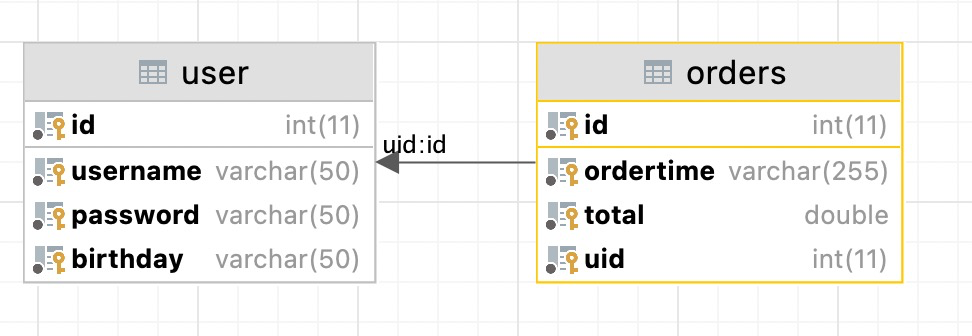 user
id int(11)
username varchar(50)
password varchar(50)
birthday varchar(50)
uid:id
orders
id int(11)
ordertime varchar(255)
total double
uid int(11)